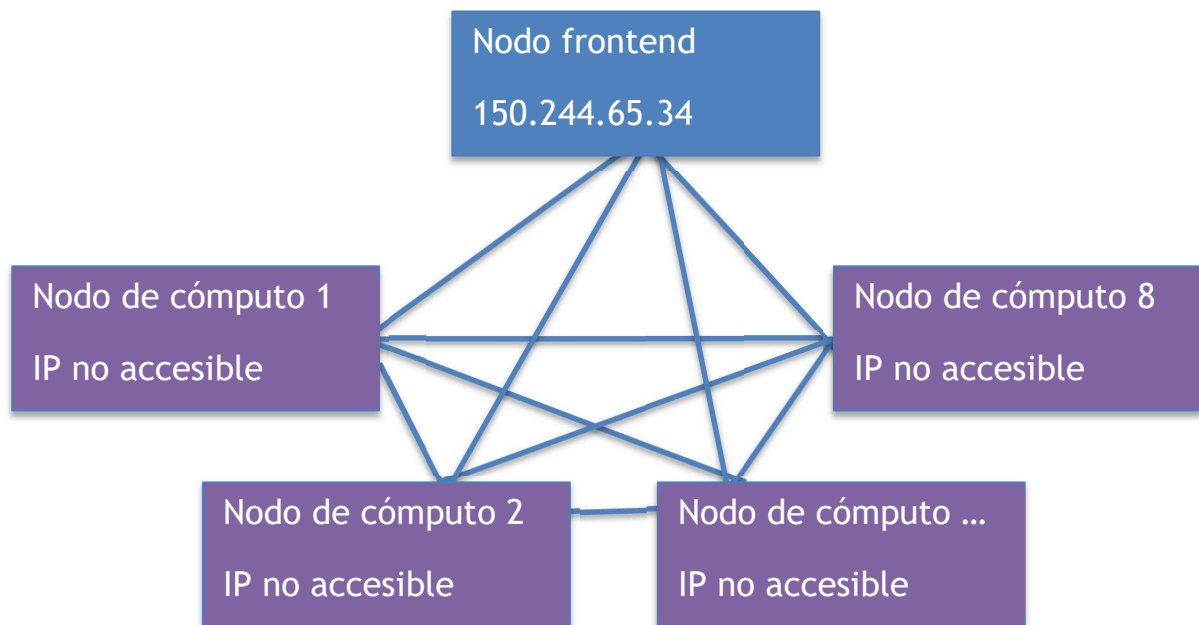 Nodo frontend
150.244.65.34
Nodo de cómputo 1
IP no accesible
Nodo de cómputo 8
IP no accesible
Nodo de cómputo 2
IP no accesible
Nodo de cómputo ...
IP no accesible